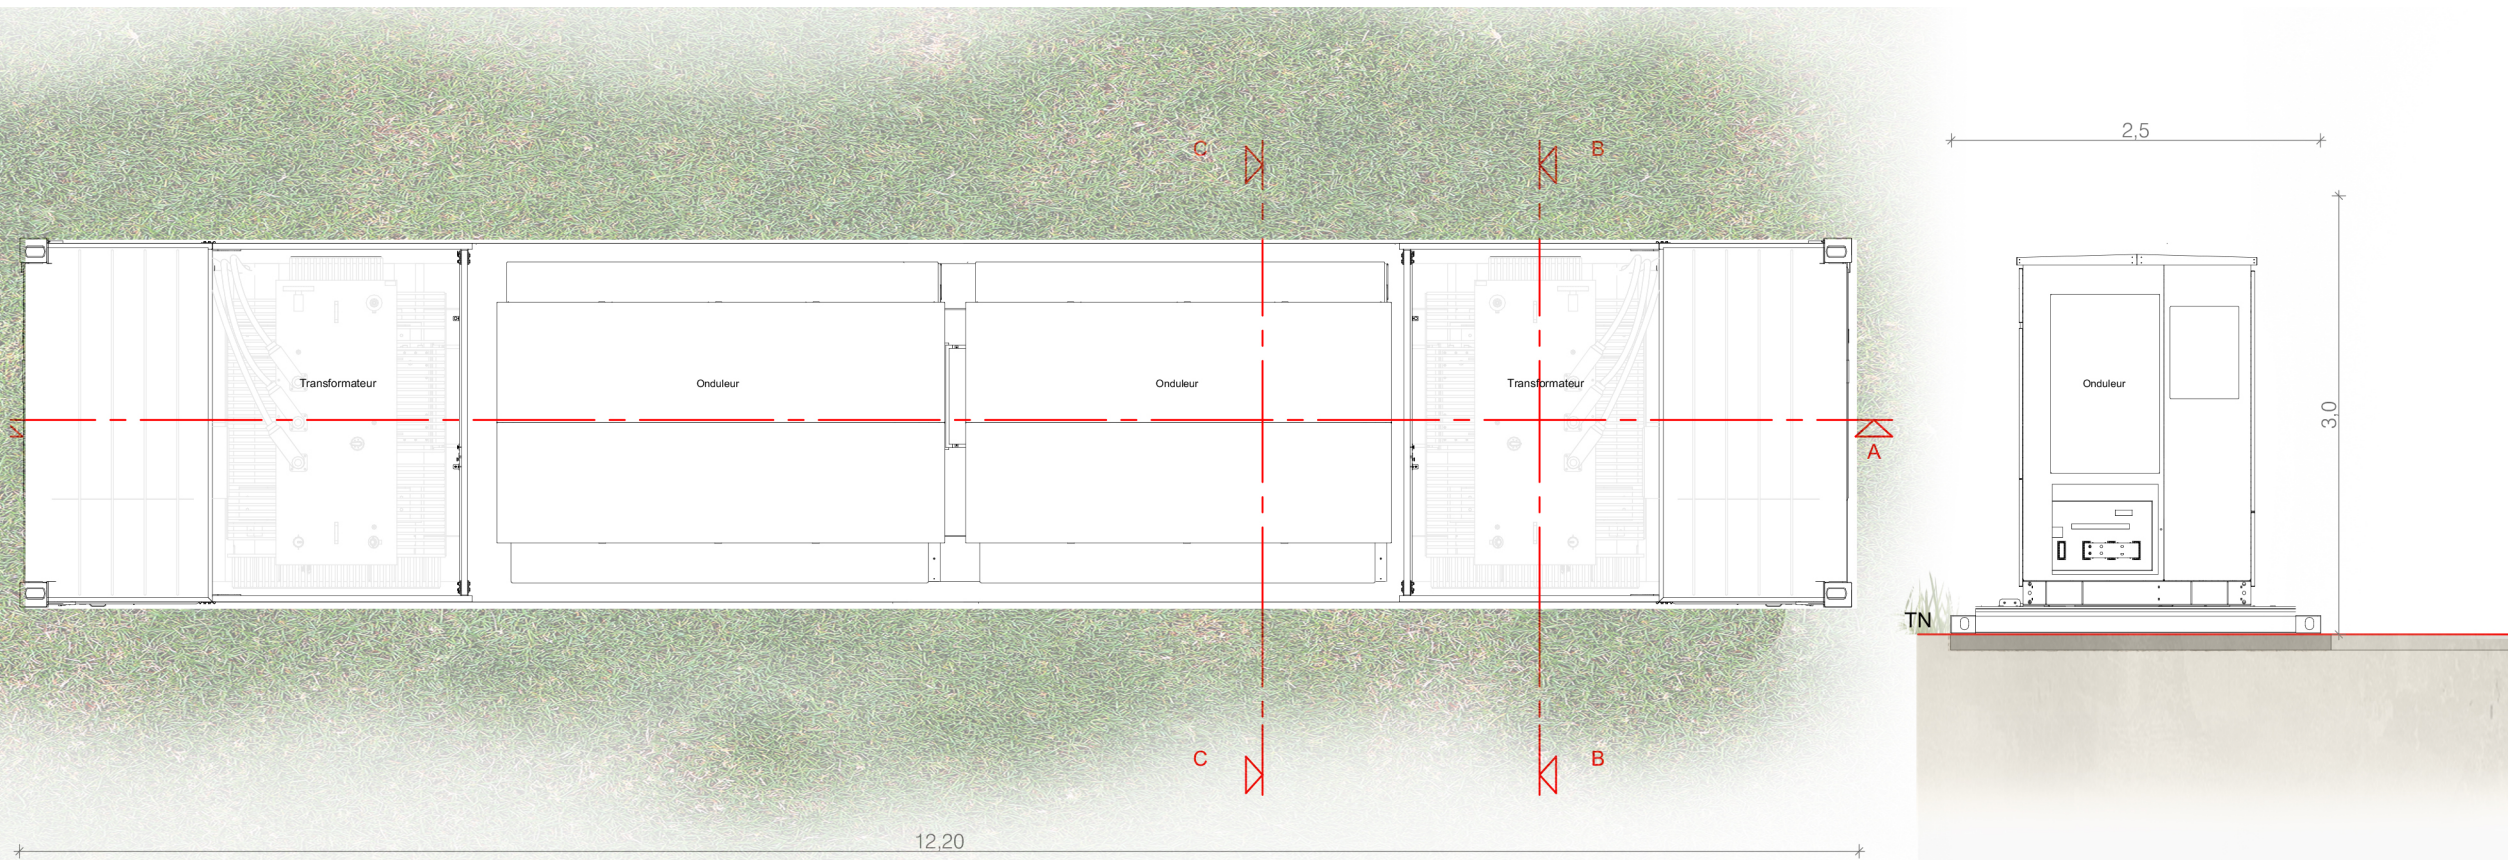 2,5
C
B
Transformateur
Onduleur
Onduleur
Transformateur
Onduleur
3,0
A
TN
C
B
12,20